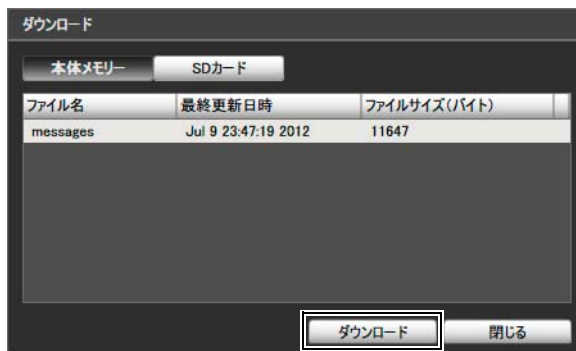 ダウンロード
本体メモリー SDカード
ファイル名 最終更新日時 ファイルサイズ(バイト)
messages Jul 9 23:47:19 2012 11647
ダウンロード 閉じる